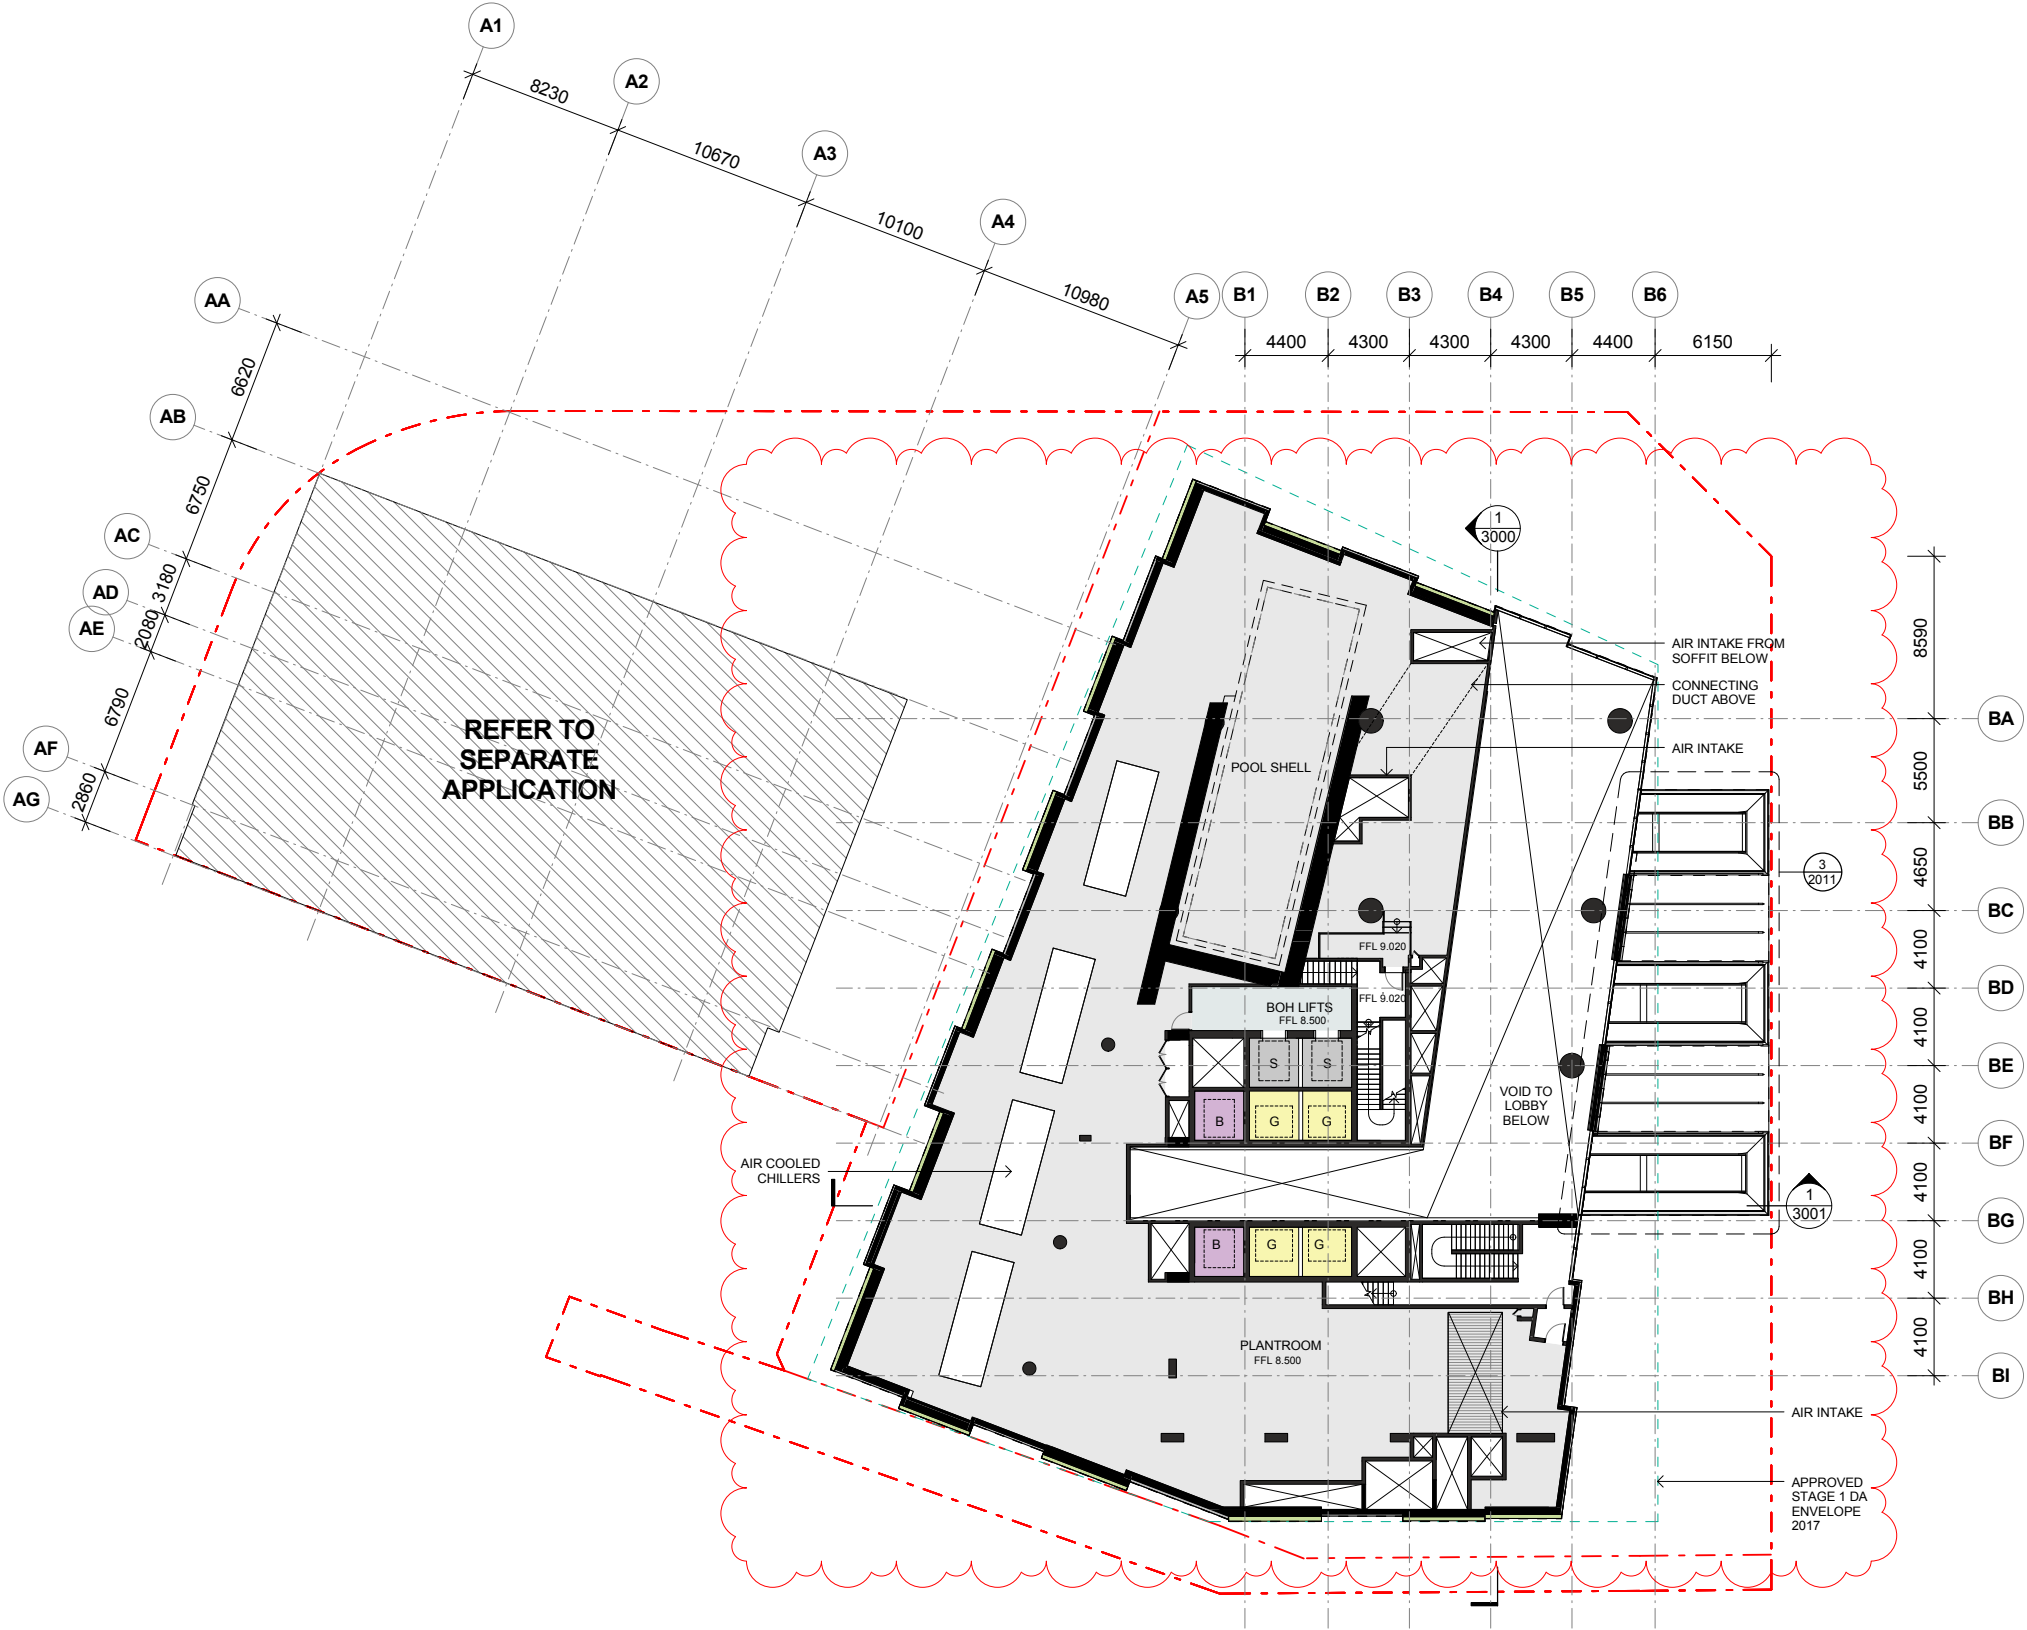 A1
A2
A3
A4
A5
B1
B2
B3
B4
B5
B6
8230
10670
10100
10980
4400
4300
4300
4300
4400
6150
AA
AB
AC
AD
AE
AF
AG
6620
6750
3180
2080
6790
2860
REFER TO
SEPARATE
APPLICATION
1
3000
AIR INTAKE FROM
SOFFIT BELOW
CONNECTING
DUCT ABOVE
AIR INTAKE
POOL SHELL
3
2011
FFL 9.020
FFL 9.020
BOH LIFTS
FFL 8.500
S
S
B
G
G
VOID TO
LOBBY
BELOW
AIR COOLED
CHILLERS
1
3001
B
G
G
PLANTROOM
FFL 8.500
AIR INTAKE
APPROVED
STAGE 1 DA
ENVELOPE
2017
8590
5500
4650
4100
4100
4100
4100
4100
4100
BA
BB
BC
BD
BE
BF
BG
BH
BI